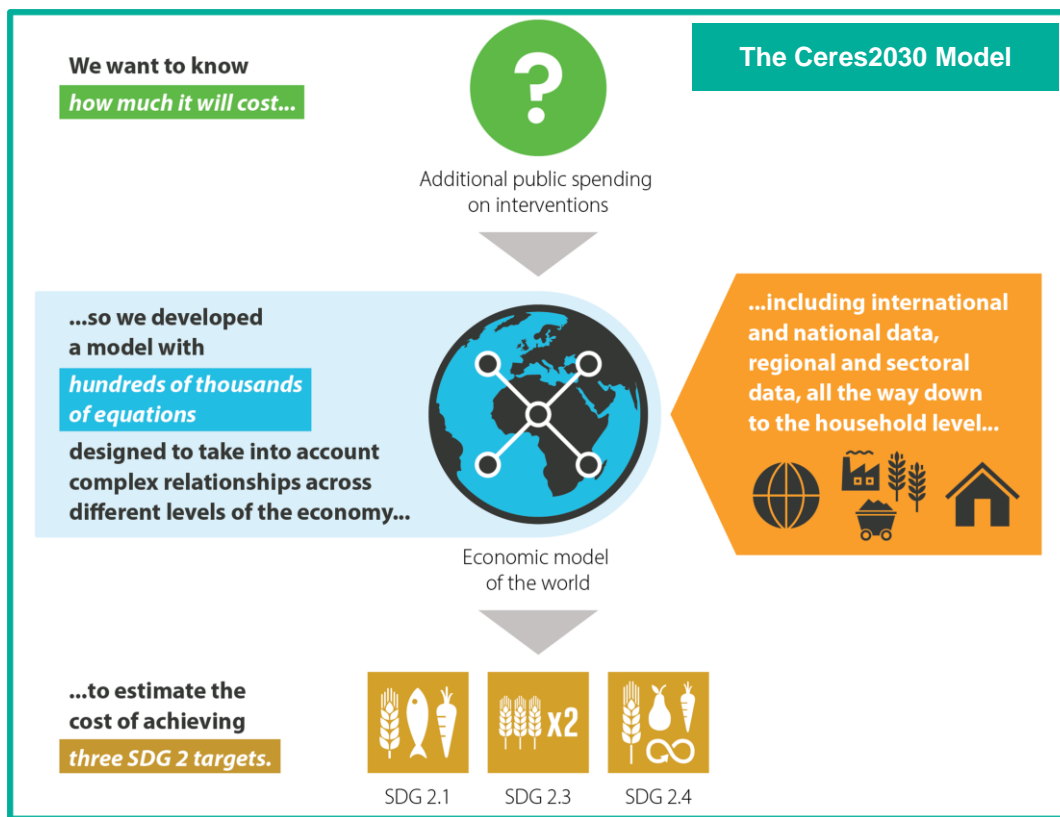 The Ceres2030 Model
We want to know
how much it will cost...
?
Additional public spending
on interventions
...so we developed
a model with
hundreds of thousands
of equations
designed to take into account
complex relationships across
different levels of the economy...
Economic model
of the world
...including international
and national data,
regional and sectoral
data, all the way down
to the household level...
...to estimate the
cost of achieving
three SDG 2 targets.
x2
SDG 2.1
SDG 2.3
SDG 2.4